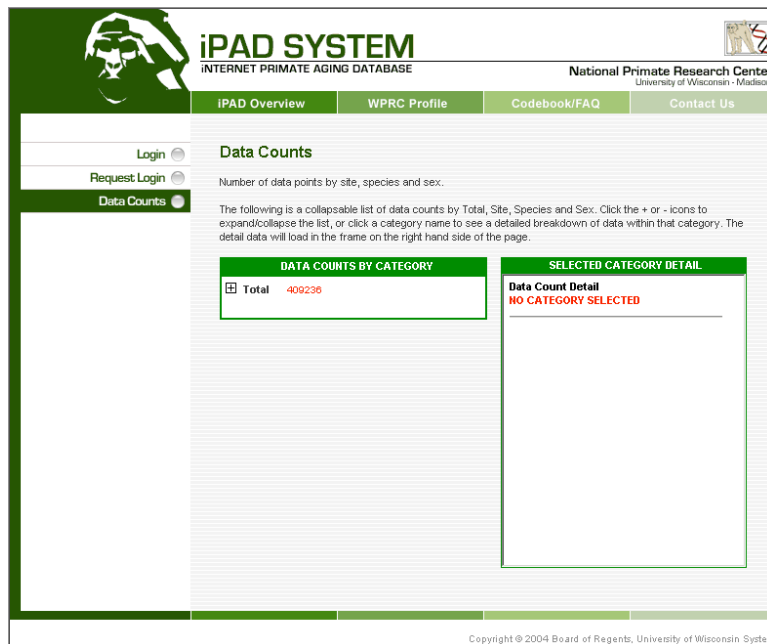 iPAD SYSTEM
INTERNET PRIMATE AGING DATABASE
National Primate Research Cente
University of Wisconsin - Madiso
iPAD Overview
WPRC Profile
Codebook/FAQ
Contact Us
Login
Request Login
Data Counts
Data Counts
Number of data points by site, species and sex.
The following is a collapsable list of data counts by Total, Site, Species and Sex. Click the + or - icons to
expand/collapse the list, or click a category name to see a detailed breakdown of data within that category. The
detail data will load in the frame on the right hand side of the page.
DATA COUNTS BY CATEGORY
Total 409236
SELECTED CATEGORY DETAIL
Data Count Detail
NO CATEGORY SELECTED
Copyright © 2004 Board of Regents, University of Wisconsin Syste